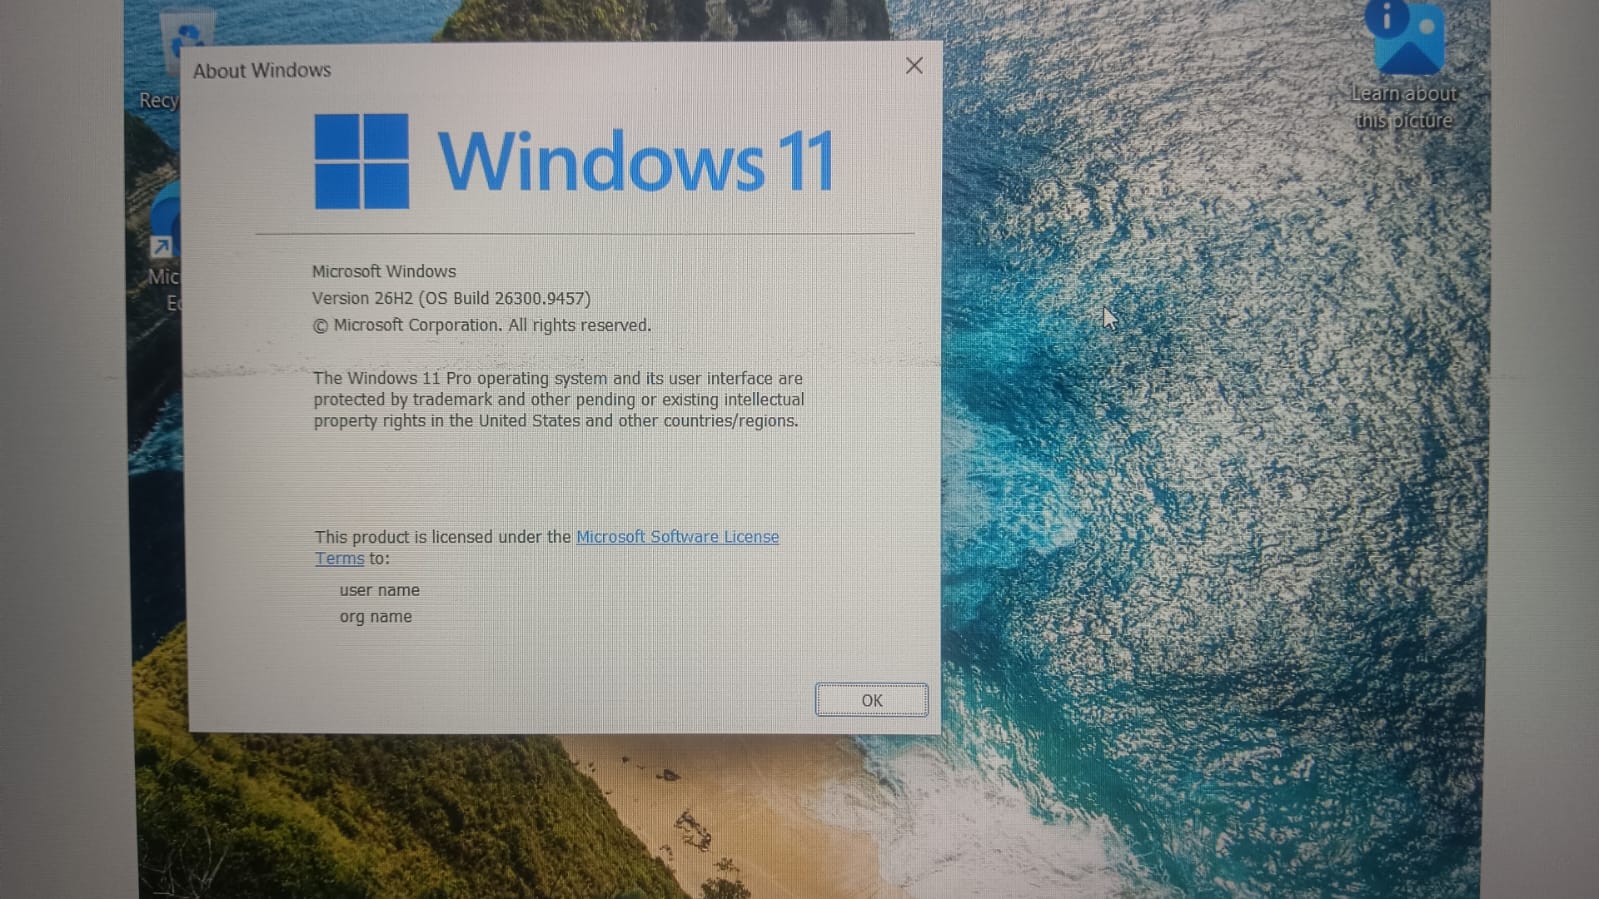 Recy
About Windows
Windows 11
Learn about
this picture
Mic
Ec
Microsoft Windows
Version 26H2 (OS Build 26300.9457)
© Microsoft Corporation. All rights reserved.
The Windows 11 Pro operating system and its user interface are
protected by trademark and other pending or existing intellectual
property rights in the United States and other countries/regions.
This product is licensed under the Microsoft Software License
Terms to:
user name
org name
OK